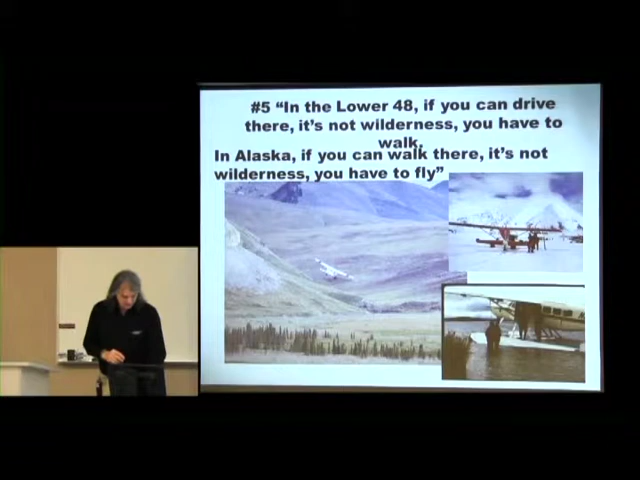 #5 “In the Lower 48, if you can drive
there, it’s not wilderness, you have to
walk.
In Alaska, if you can walk there, it’s not
wilderness, you have to fly”